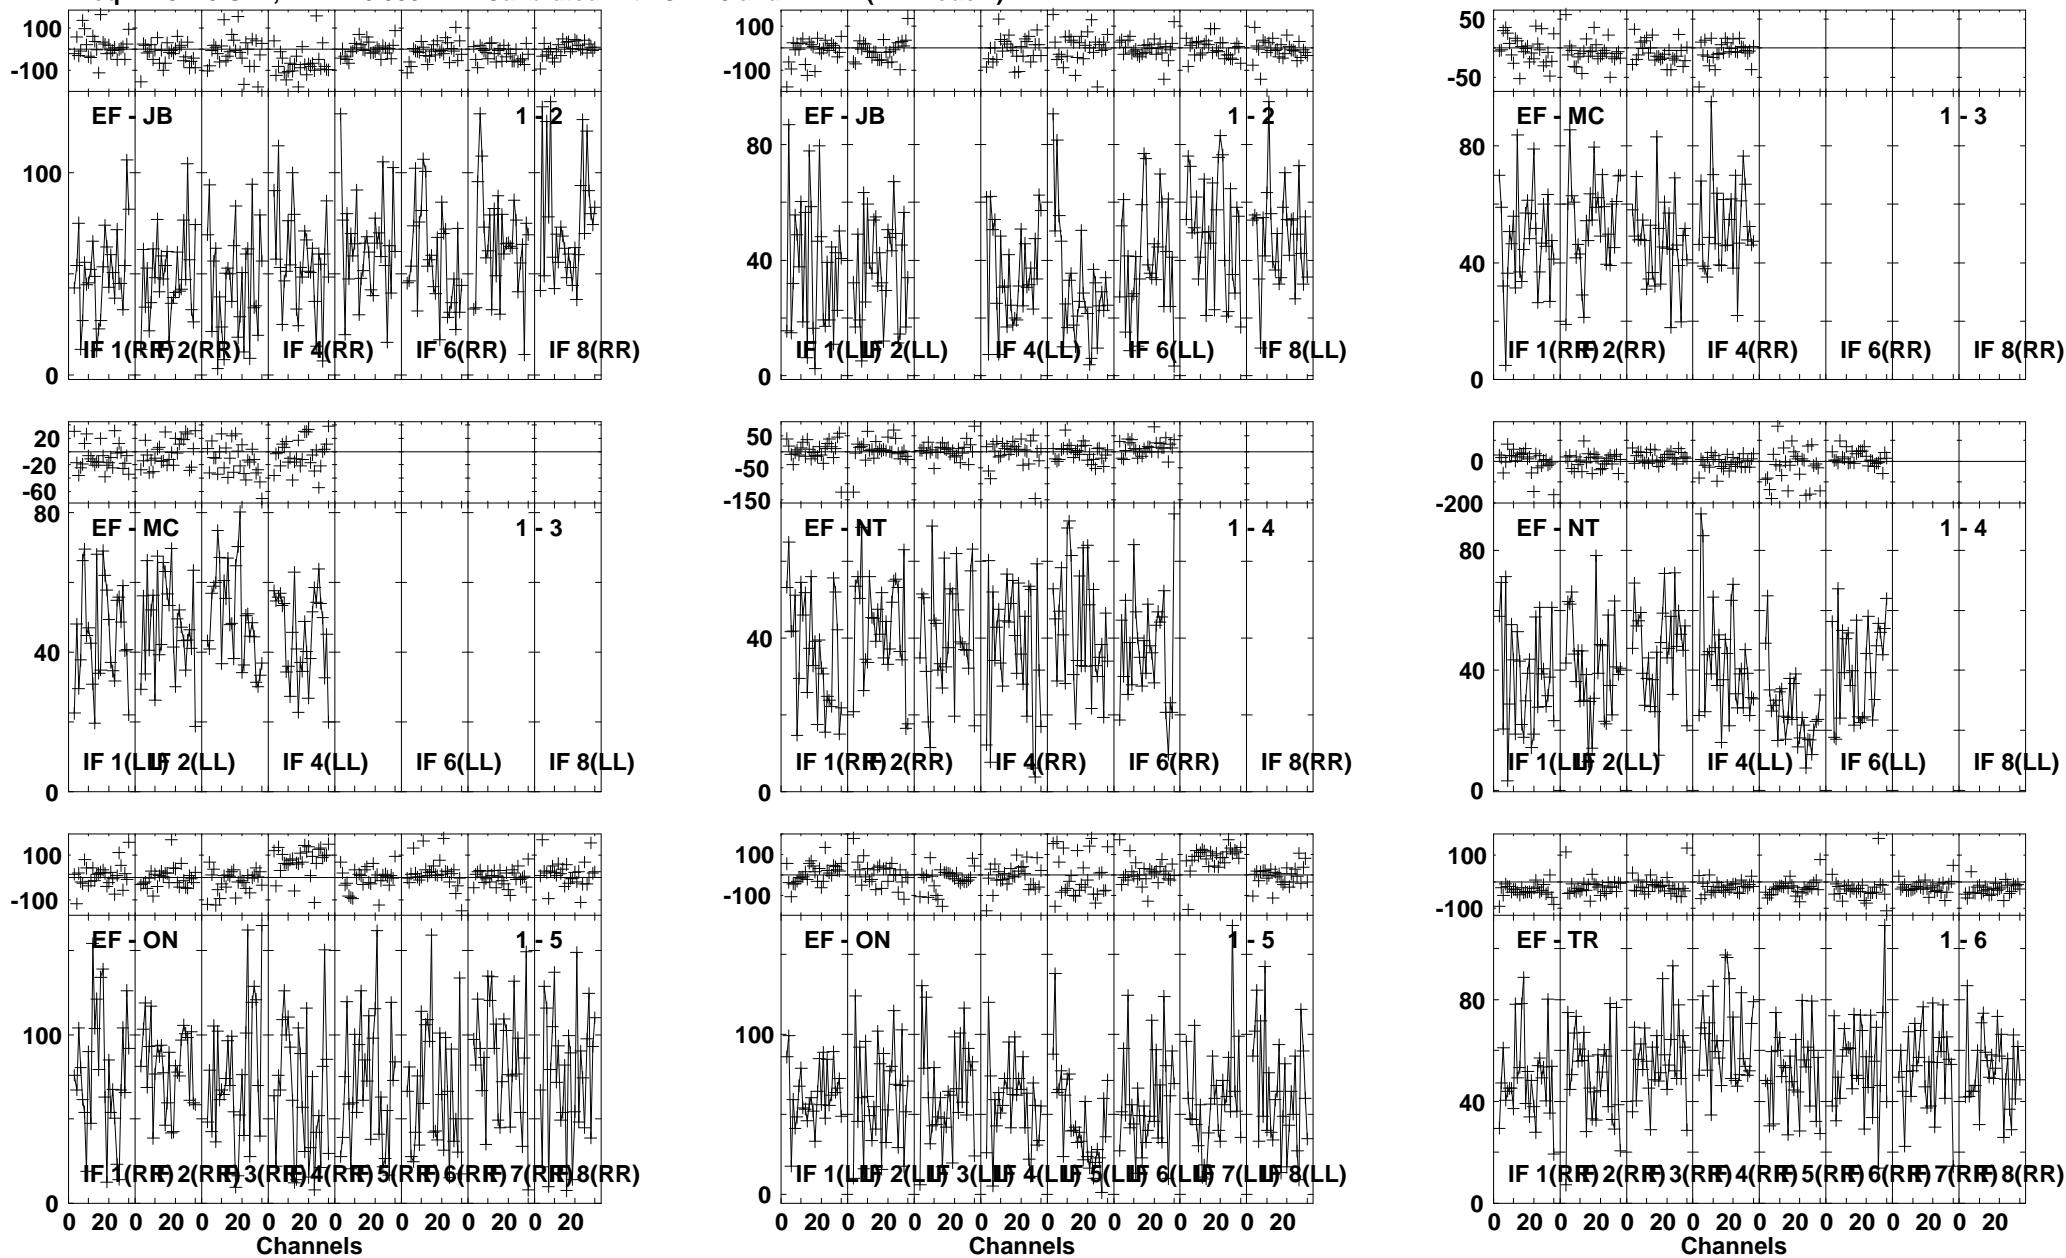 100
-100
EF - JB 1 - 2
100
0
IF 1(RR) IF 2(RR) IF 4(RR) IF 6(RR) IF 8(RR)
100
-100
EF - JB 1 - 2
80
40
0
IF 1(LL) IF 2(LL) IF 4(LL) IF 6(LL) IF 8(LL)
50
-50
EF - MC 1 - 3
80
40
0
IF 1(RR) IF 2(RR) IF 4(RR) IF 6(RR) IF 8(RR)
20
-20
-60
EF - MC 1 - 3
80
40
0
IF 1(LL) IF 2(LL) IF 4(LL) IF 6(LL) IF 8(LL)
50
-50
-150
EF - NT 1 - 4
40
0
IF 1(RR) IF 2(RR) IF 4(RR) IF 6(RR) IF 8(RR)
0
-200
EF - NT 1 - 4
80
40
0
IF 1(LL) IF 2(LL) IF 4(LL) IF 6(LL) IF 8(LL)
100
-100
EF - ON 1 - 5
100
0
IF 1(RR) IF 2(RR) IF 3(RR) IF 4(RR) IF 5(RR) IF 6(RR) IF 7(RR) IF 8(RR)
0 20 0 20 0 20 0 20 0 20 0 20 0 20 0 20
Channels
100
-100
EF - ON 1 - 5
100
0
IF 1(LL) IF 2(LL) IF 3(LL) IF 4(LL) IF 5(LL) IF 6(LL) IF 7(LL) IF 8(LL)
0 20 0 20 0 20 0 20 0 20 0 20 0 20 0 20
Channels
100
-100
EF - TR 1 - 6
80
40
0
IF 1(RR) IF 2(RR) IF 3(RR) IF 4(RR) IF 5(RR) IF 6(RR) IF 7(RR) IF 8(RR)
0 20 0 20 0 20 0 20 0 20 0 20 0 20 0 20
Channels